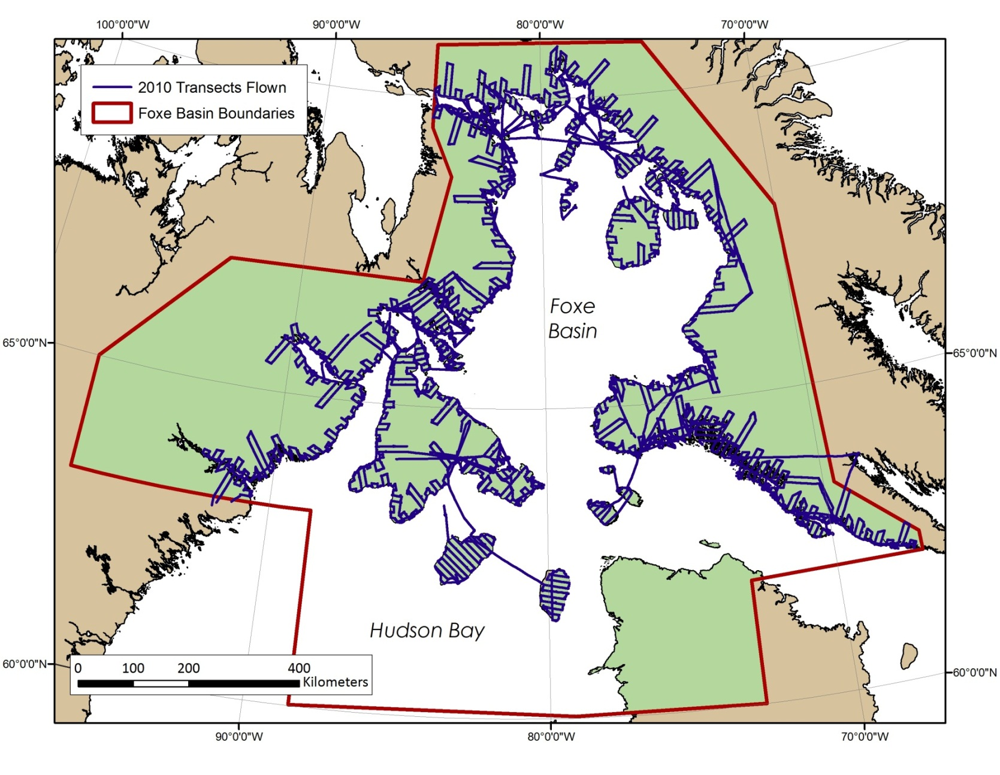 100°0'0"W 90°0'0"W 80°0'0"W 70°0'0"W
2010 Transects Flown
Foxe Basin Boundaries
Foxe
Basin
65°0'0"N 65°0'0"N
Hudson Bay
60°0'0"N 60°0'0"N
0 100 200 400
Kilometers
90°0'0"W 80°0'0"W 70°0'0"W